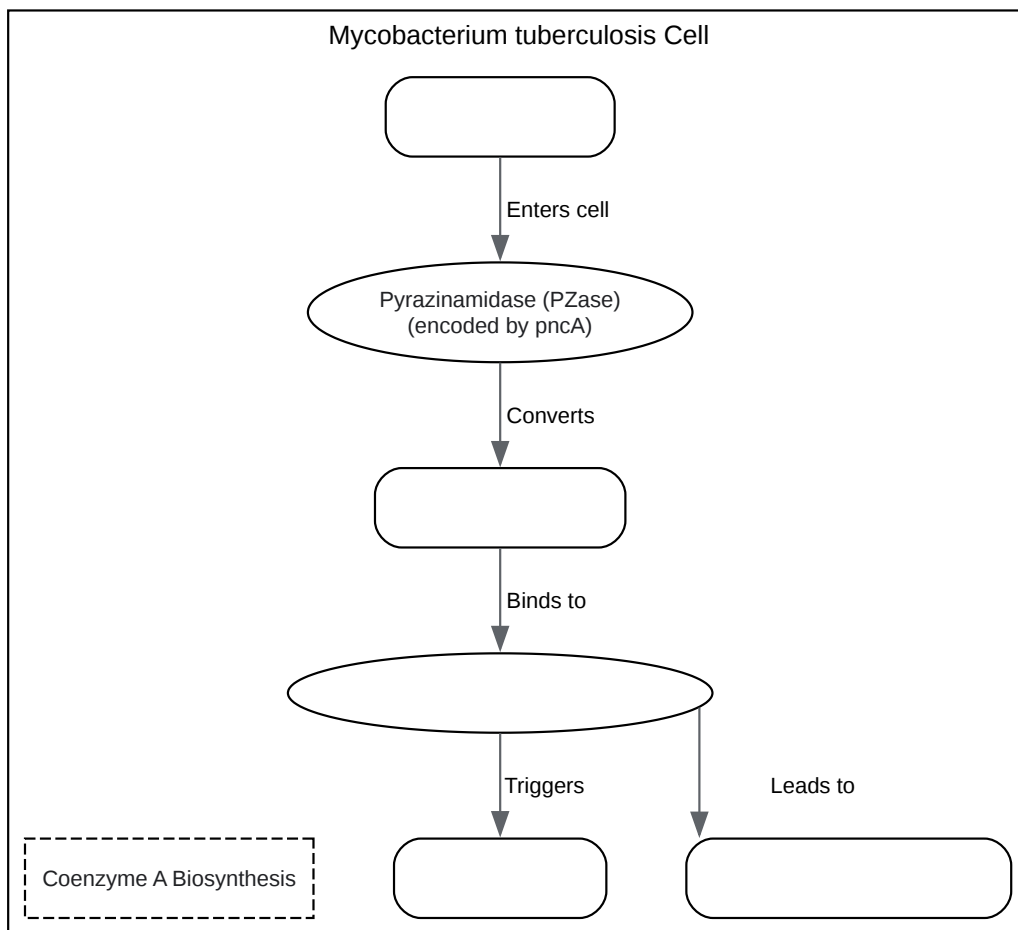 Mycobacterium tuberculosis Cell
Enters cell
Pyrazinamidase (PZase)
(encoded by pncA)
Converts
Binds to
Triggers
Leads to
Coenzyme A Biosynthesis